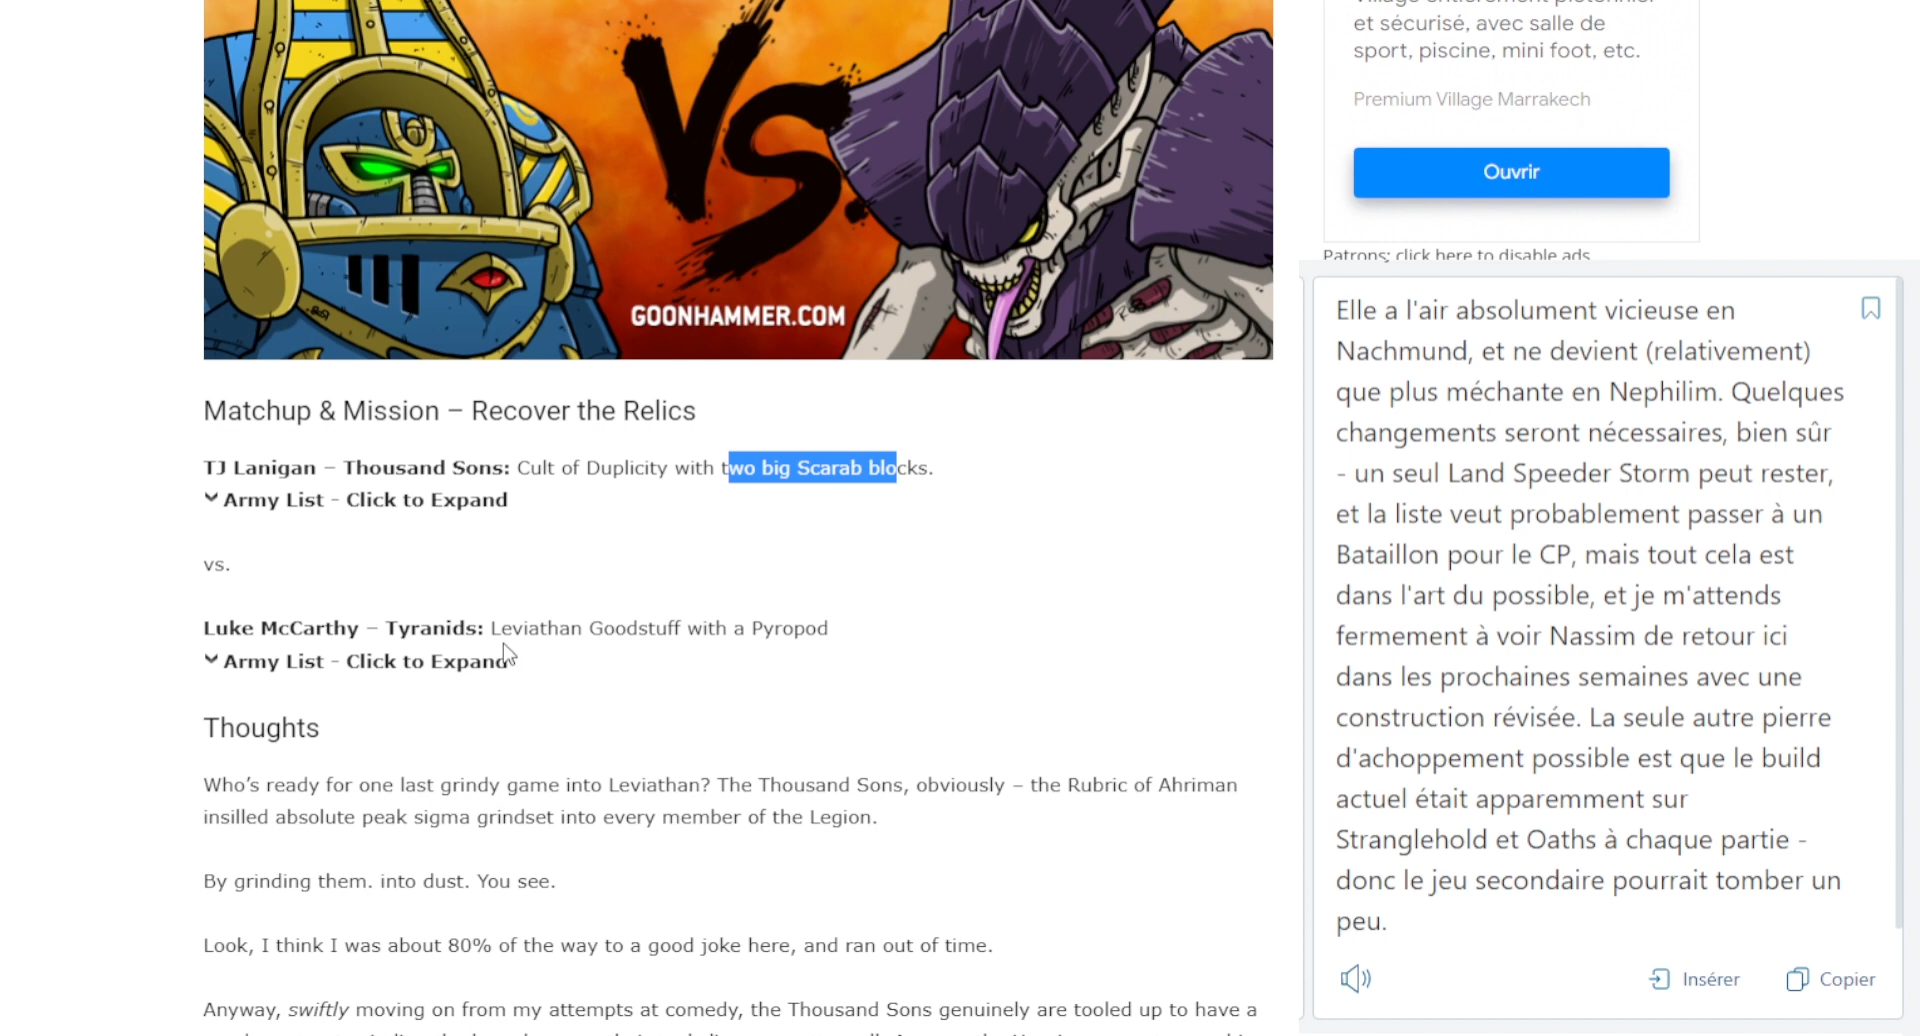 VS.
GOONHAMMER.COM
Matchup & Mission – Recover the Relics
TJ Lanigan – Thousand Sons: Cult of Duplicity with two big Scarab blocks.
Army List - Click to Expand
vs.
Luke McCarthy – Tyranids: Leviathan Goodstuff with a Pyropod
Army List - Click to Expand
Thoughts
Who’s ready for one last grindy game into Leviathan? The Thousand Sons, obviously – the Rubric of Ahriman
insilled absolute peak sigma grindset into every member of the Legion.
By grinding them. into dust. You see.
Look, I think I was about 80% of the way to a good joke here, and ran out of time.
Anyway, swiftly moving on from my attempts at comedy, the Thousand Sons genuinely are tooled up to have a
et sécurisé, avec salle de
sport, piscine, mini foot, etc.
Premium Village Marrakech
Ouvrir
Patrons: click here to disable ads
Elle a l'air absolument vicieuse en
Nachmund, et ne devient (relativement)
que plus méchante en Nephilim. Quelques
changements seront nécessaires, bien sûr
- un seul Land Speeder Storm peut rester,
et la liste veut probablement passer à un
Bataillon pour le CP, mais tout cela est
dans l'art du possible, et je m'attends
fermement à voir Nassim de retour ici
dans les prochaines semaines avec une
construction révisée. La seule autre pierre
d'achoppement possible est que le build
actuel était apparemment sur
Stranglehold et Oaths à chaque partie -
donc le jeu secondaire pourrait tomber un
peu.
Insérer
Copier